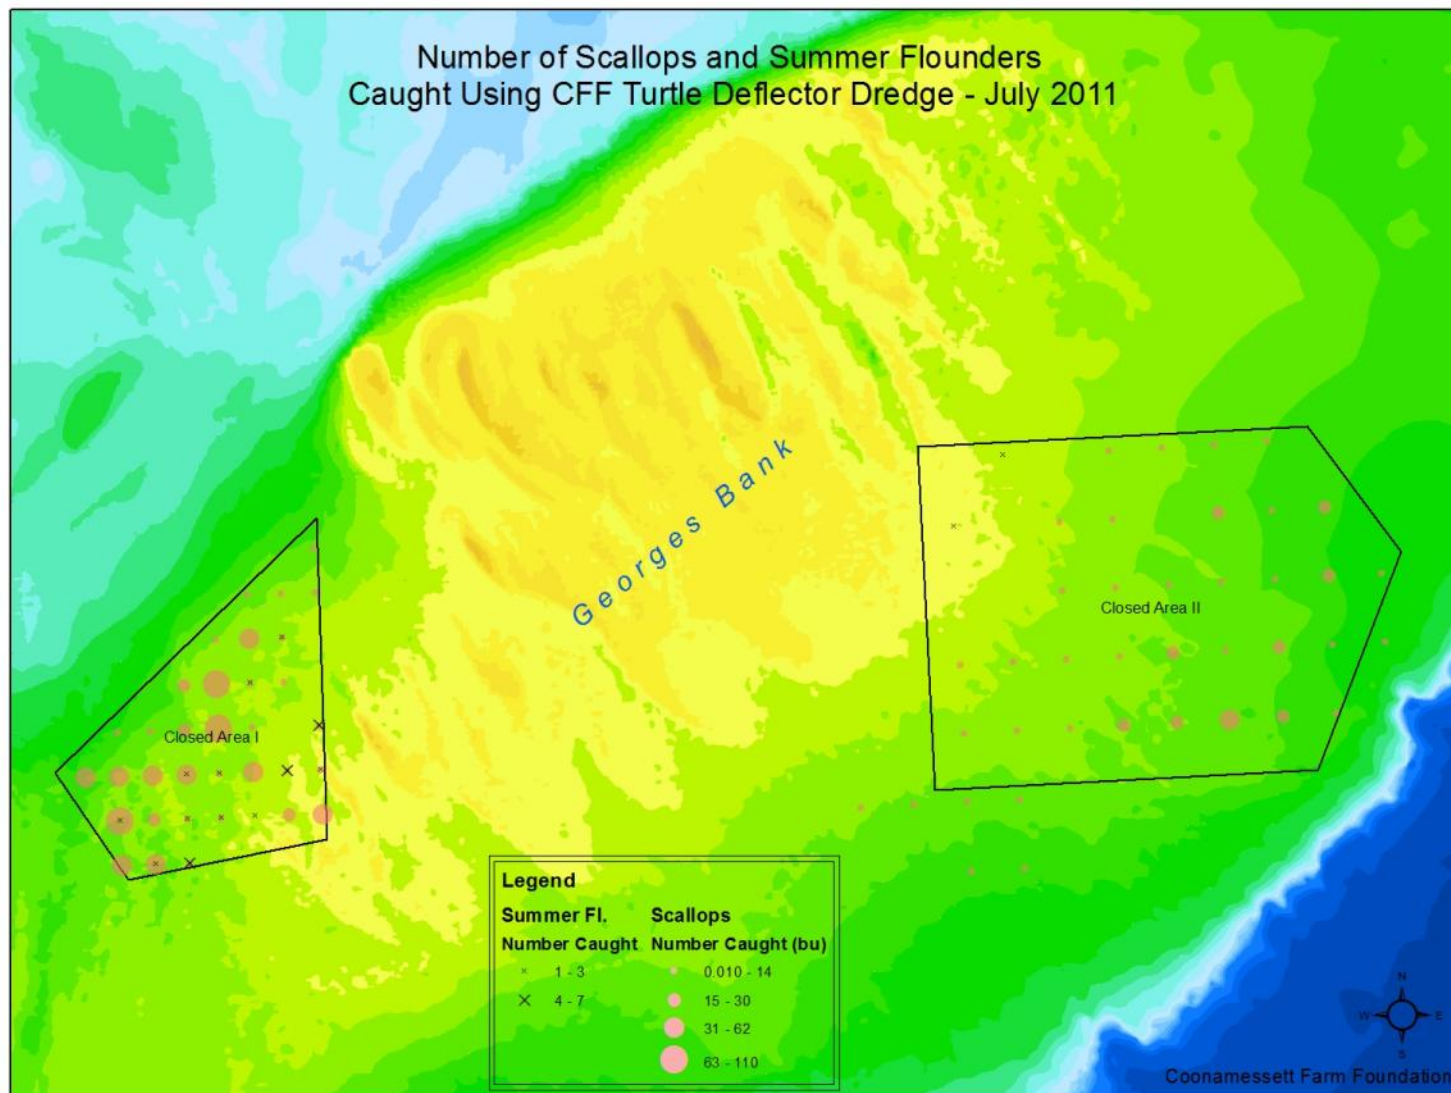 Number of Scallops and Summer Flounders
Caught Using CFF Turtle Deflector Dredge - July 2011
Georges Bank
Closed Area II
Closed Area I
Legend
Summer Fl. Scallops
Number Caught Number Caught (bu)
1 - 3 0.010 - 14
4 - 7 15 - 30
31 - 62
63 - 110
N
W E
S
Coonamessett Farm Foundation